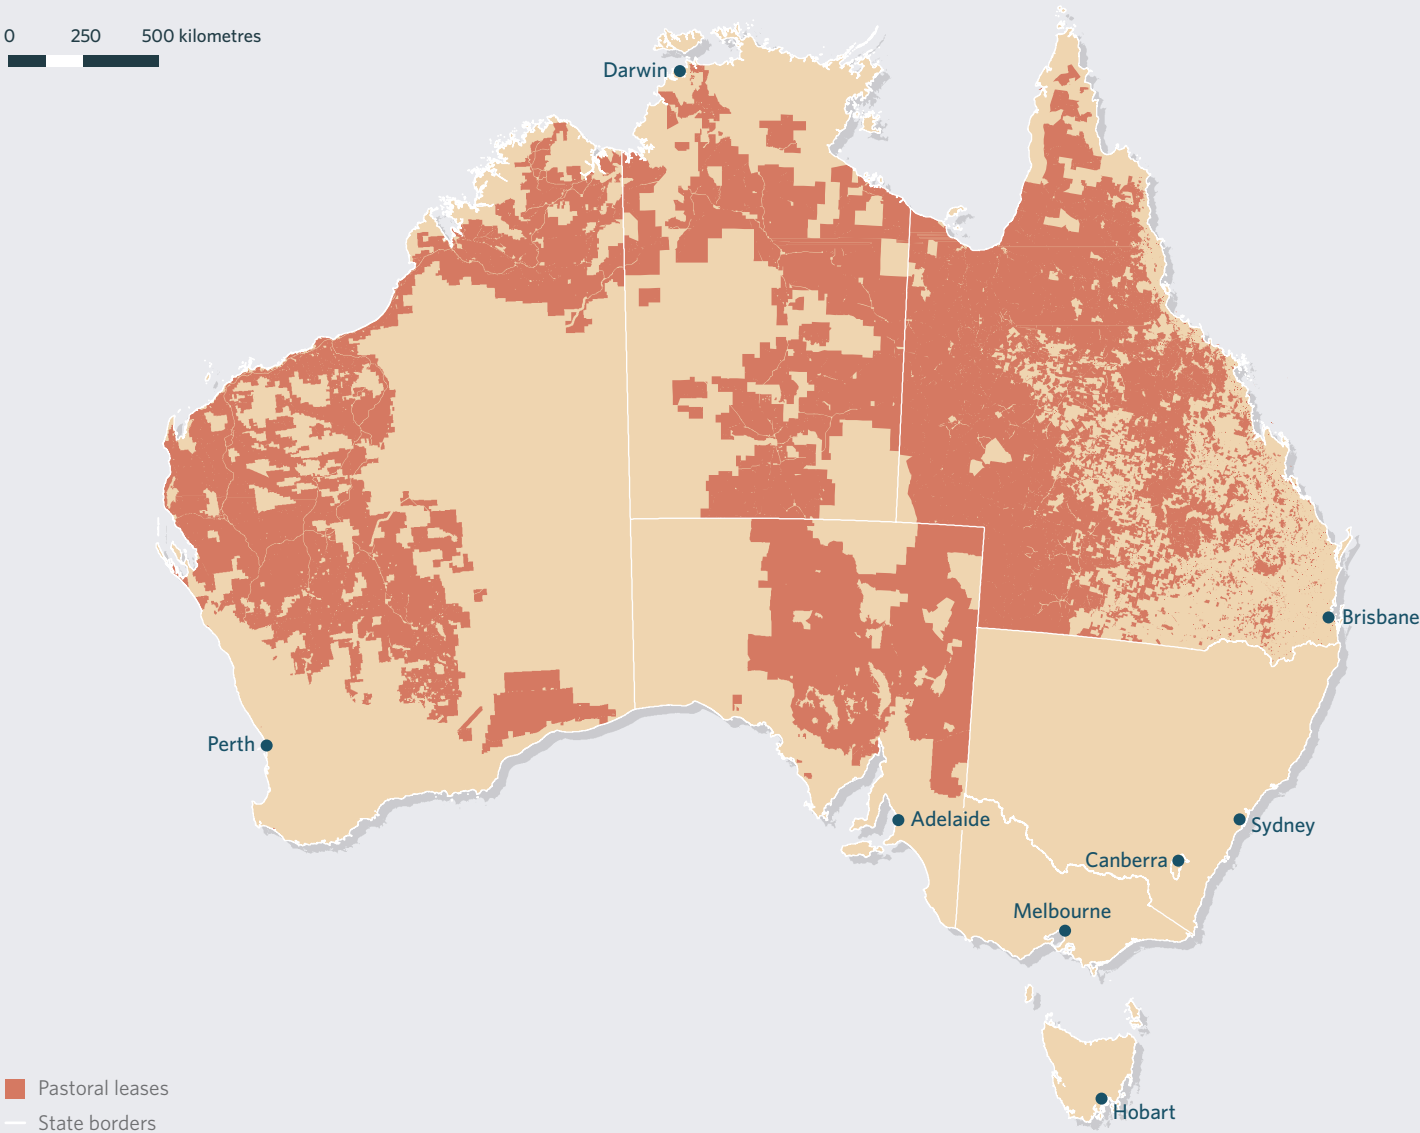 0 250 500 kilometres
Darwin
Brisbane
Perth
Adelaide
Sydney
Canberra
Melbourne
Pastoral leases
Hobart
State borders